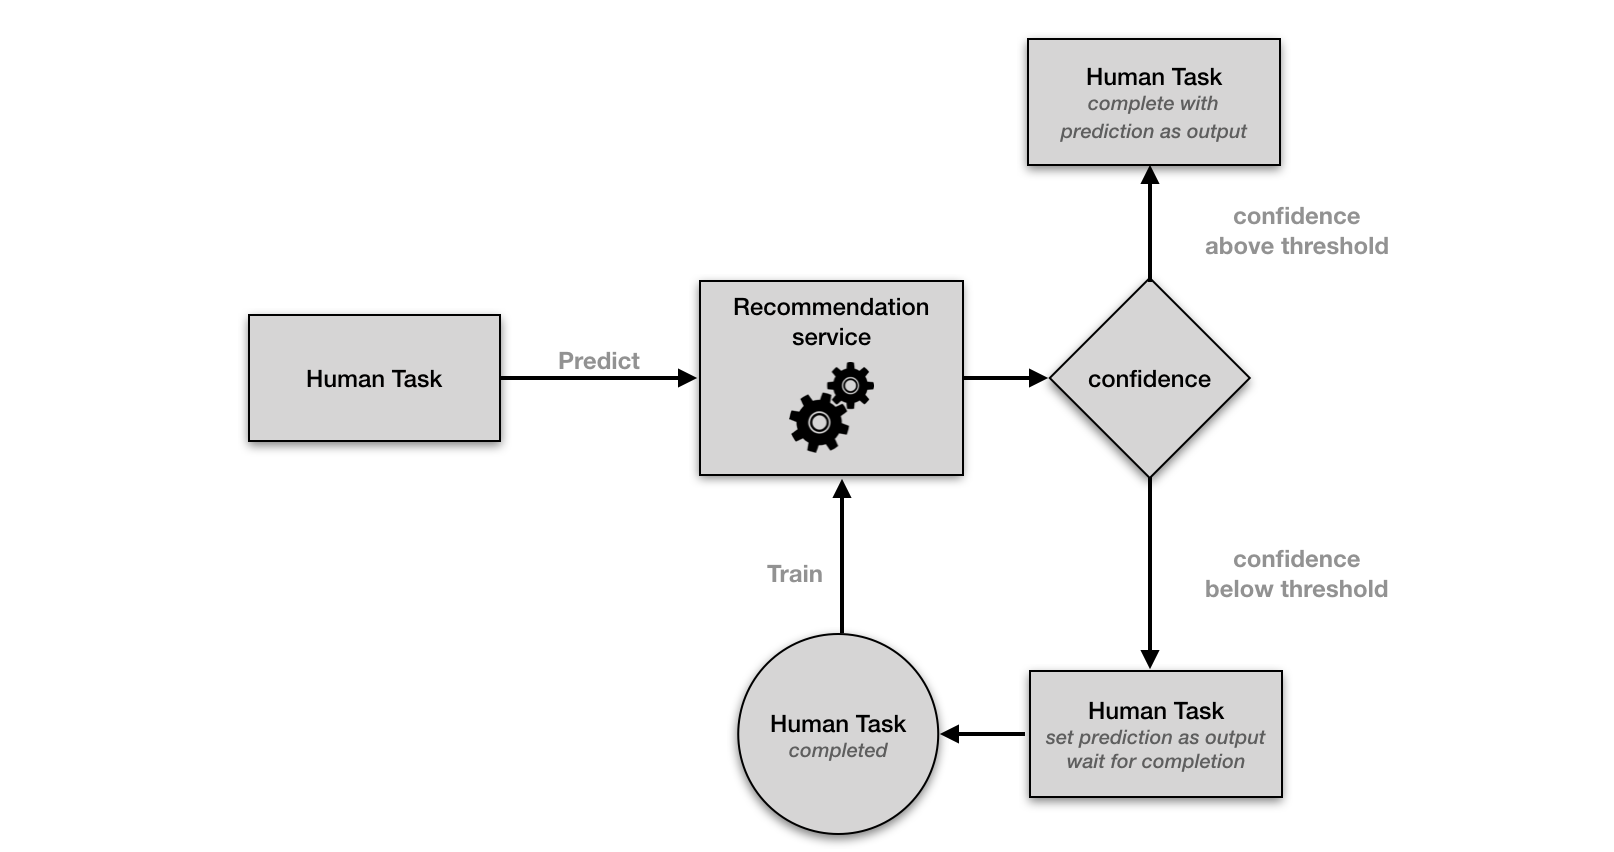 Human Task
complete with
prediction as output
confidence
above threshold
Recommendation
service
Human Task
Predict
confidence
Train
confidence
below threshold
Human Task
set prediction as output
wait for completion
Human Task
completed